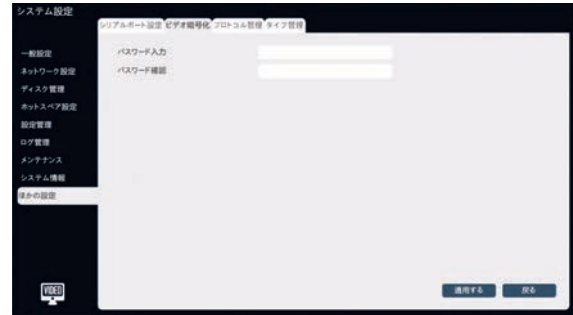 システム設定
シリアルポート設定 ビデオ暗号化 プロトコル管理 タイプ管理
一般設定
ネットワーク設定
ディスク管理
ホットスペア設定
設定管理
ログ管理
メンテナンス
システム情報
ほかの設定
パスワード入力
パスワード確認
VIDEO
適用する 戻る